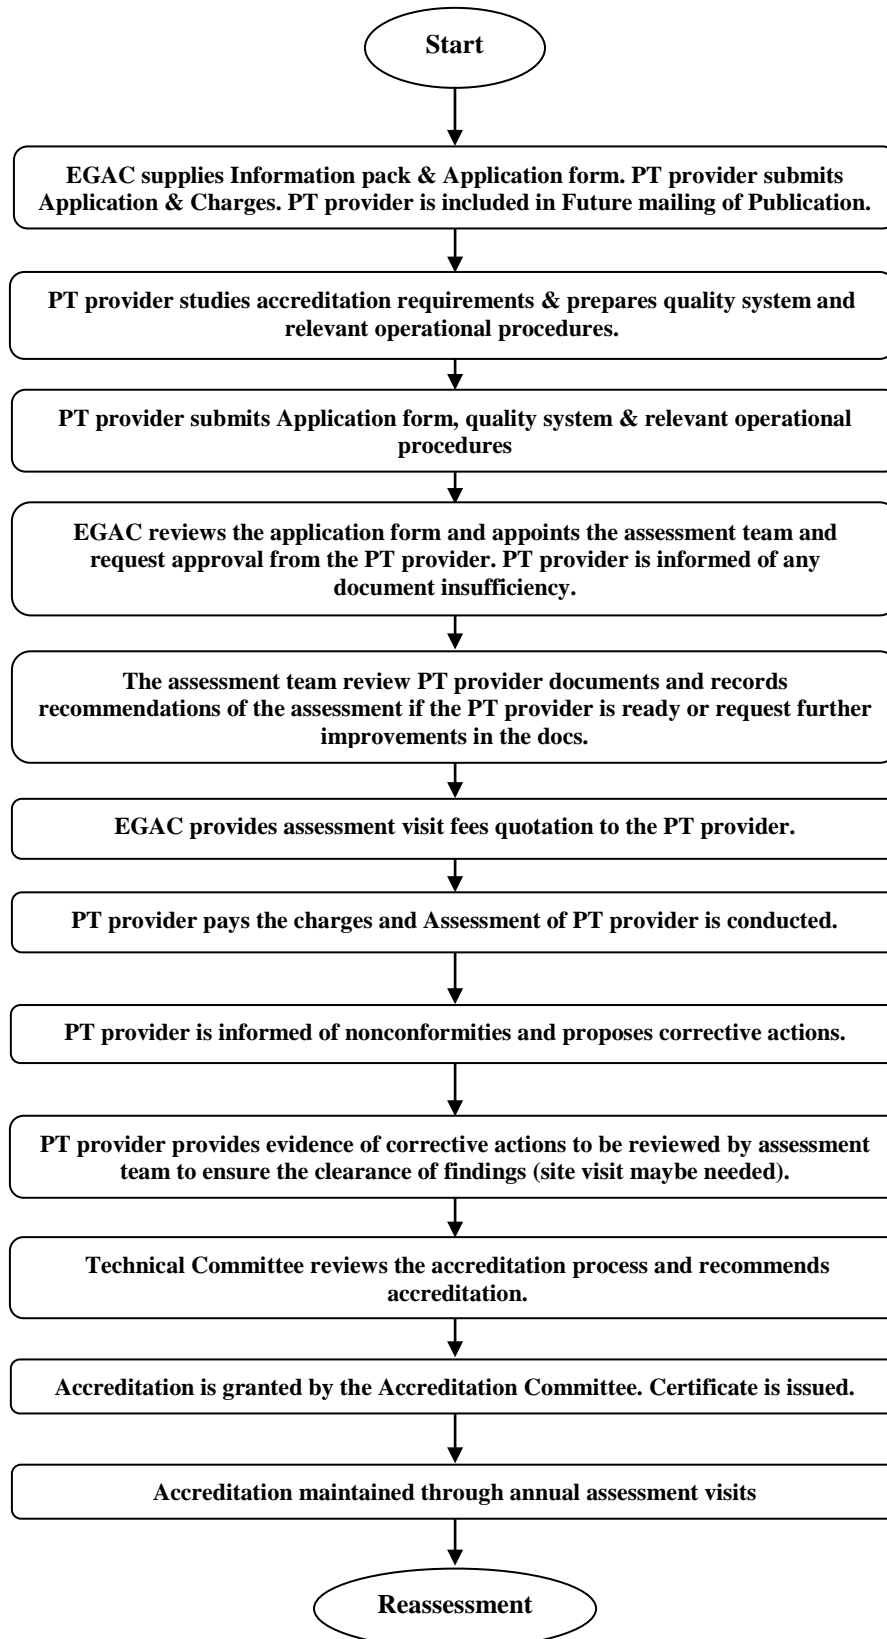 Start
EGAC supplies Information pack & Application form. PT provider submits
Application & Charges. PT provider is included in Future mailing of Publication.
PT provider studies accreditation requirements & prepares quality system and
relevant operational procedures.
PT provider submits Application form, quality system & relevant operational
procedures
EGAC reviews the application form and appoints the assessment team and
request approval from the PT provider. PT provider is informed of any
document insufficiency.
The assessment team review PT provider documents and records
recommendations of the assessment if the PT provider is ready or request further
improvements in the docs.
EGAC provides assessment visit fees quotation to the PT provider.
PT provider pays the charges and Assessment of PT provider is conducted.
PT provider is informed of nonconformities and proposes corrective actions.
PT provider provides evidence of corrective actions to be reviewed by assessment
team to ensure the clearance of findings (site visit maybe needed).
Technical Committee reviews the accreditation process and recommends
accreditation.
Accreditation is granted by the Accreditation Committee. Certificate is issued.
Accreditation maintained through annual assessment visits
Reassessment